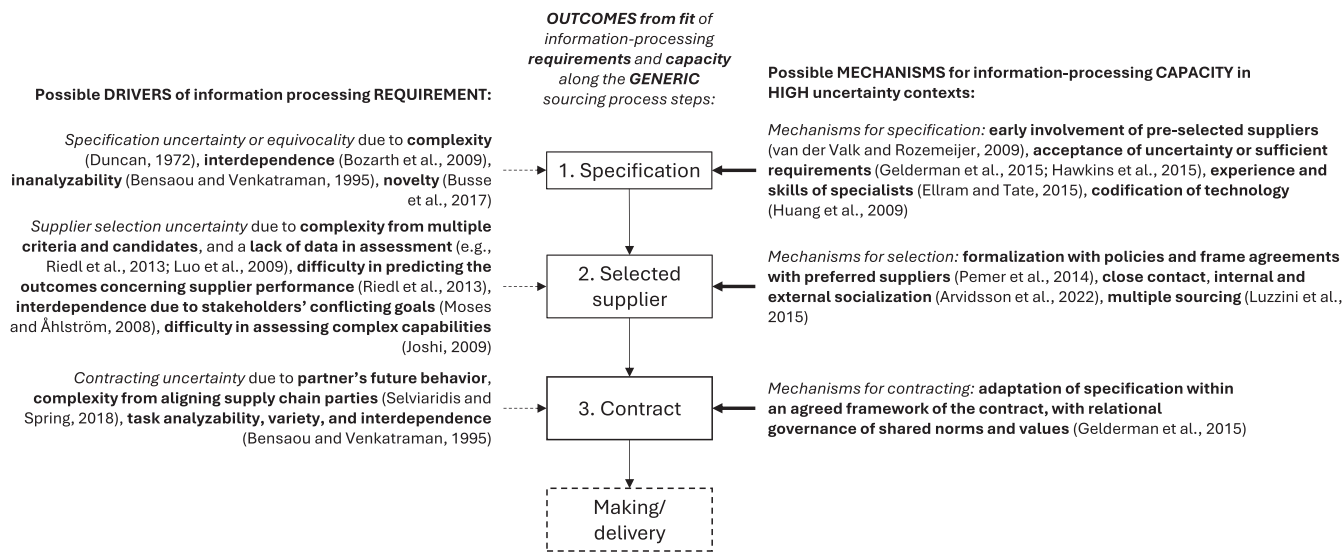 OUTCOMES from fit of
information-processing
requirements and capacity
along the GENERIC
sourcing process steps:
Possible DRIVERS of information processing REQUIREMENT:
Possible MECHANISMS for information-processing CAPACITY in
HIGH uncertainty contexts:
Specification uncertainty or equivocality due to complexity
(Duncan, 1972), interdependence (Bozarth et al., 2009),
inanalyzability (Bensaou and Venkatraman, 1995), novelty (Busse
et al., 2017)
1. Specification
Mechanisms for specification: early involvement of pre-selected suppliers
(van der Valk and Rozemeijer, 2009), acceptance of uncertainty or sufficient
requirements (Gelderman et al., 2015; Hawkins et al., 2015), experience and
skills of specialists (Ellram and Tate, 2015), codification of technology
(Huang et al., 2009)
Supplier selection uncertainty due to complexity from multiple
criteria and candidates, and a lack of data in assessment (e.g.,
Riedl et al., 2013; Luo et al., 2009), difficulty in predicting the
outcomes concerning supplier performance (Riedl et al., 2013),
interdependence due to stakeholders’ conflicting goals (Moses
and Åhlström, 2008), difficulty in assessing complex capabilities
(Joshi, 2009)
2. Selected
supplier
Mechanisms for selection: formalization with policies and frame agreements
with preferred suppliers (Pemer et al., 2014), close contact, internal and
external socialization (Arvidsson et al., 2022), multiple sourcing (Luzzini et al.,
2015)
Contracting uncertainty due to partner’s future behavior,
complexity from aligning supply chain parties (Selviaridis and
Spring, 2018), task analyzability, variety, and interdependence
(Bensaou and Venkatraman, 1995)
3. Contract
Mechanisms for contracting: adaptation of specification within
an agreed framework of the contract, with relational
governance of shared norms and values (Gelderman et al., 2015)
Making/
delivery